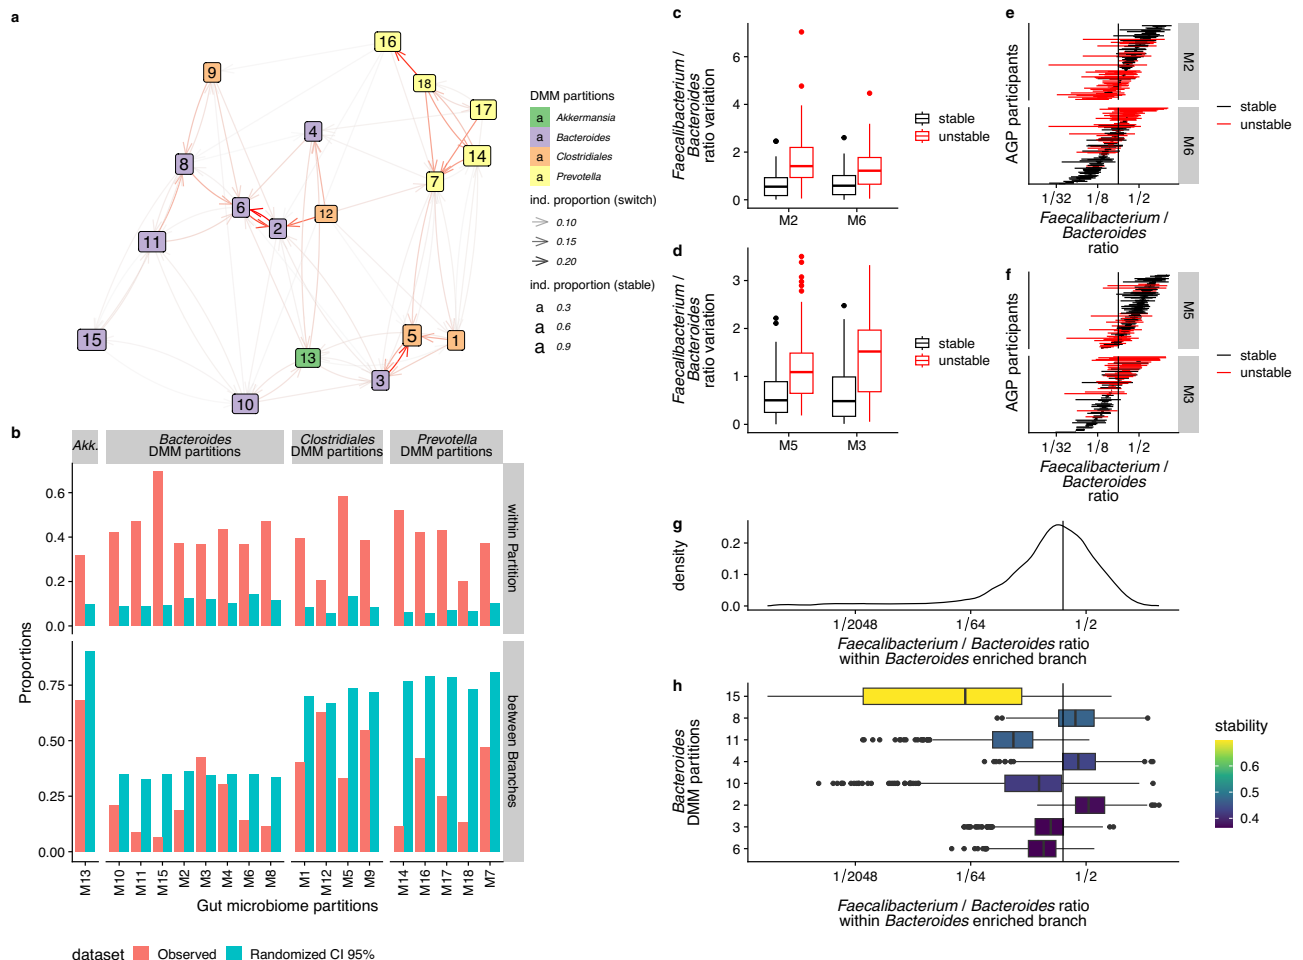 a
16
9
18
17
4
14
8
7
6
12
2
11
15
13
5
1
3
10
DMM partitions
a Akkermansia
a Bacteroides
a Clostridiales
a Prevotella
ind. proportion (switch)
0.10
0.15
0.20
ind. proportion (stable)
a 0.3
a 0.6
a 0.9
b
Akk.
Bacteroides
DMM partitions
Clostridiales
DMM partitions
Prevotella
DMM partitions
0.6
0.4
0.2
0.0
within Partition
Proportions
0.75
0.50
0.25
0.00
between Branches
M13 M10 M11 M15 M2 M3 M4 M6 M8 M1 M12 M5 M9 M14 M16 M17 M18 M7
Gut microbiome partitions
dataset Observed Randomized CI 95%
c
Faecalibacterium /
Bacteroides
ratio variation
6
4
2
0
M2 M6
stable
unstable
d
Faecalibacterium /
Bacteroides
ratio variation
3
2
1
0
M5 M3
stable
unstable
e
AGP participants
M2
M6
1/32 1/8 1/2
Faecalibacterium /
Bacteroides
ratio
stable
unstable
f
AGP participants
M5
M3
1/32 1/8 1/2
Faecalibacterium /
Bacteroides
ratio
stable
unstable
g
density
0.2
0.1
0.0
1/2048 1/64 1/2
Faecalibacterium / Bacteroides ratio
within Bacteroides enriched branch
h
Bacteroides
DMM partitions
15
8
11
4
10
2
3
6
1/2048 1/64 1/2
Faecalibacterium / Bacteroides ratio
within Bacteroides enriched branch
stability
0.6
0.5
0.4